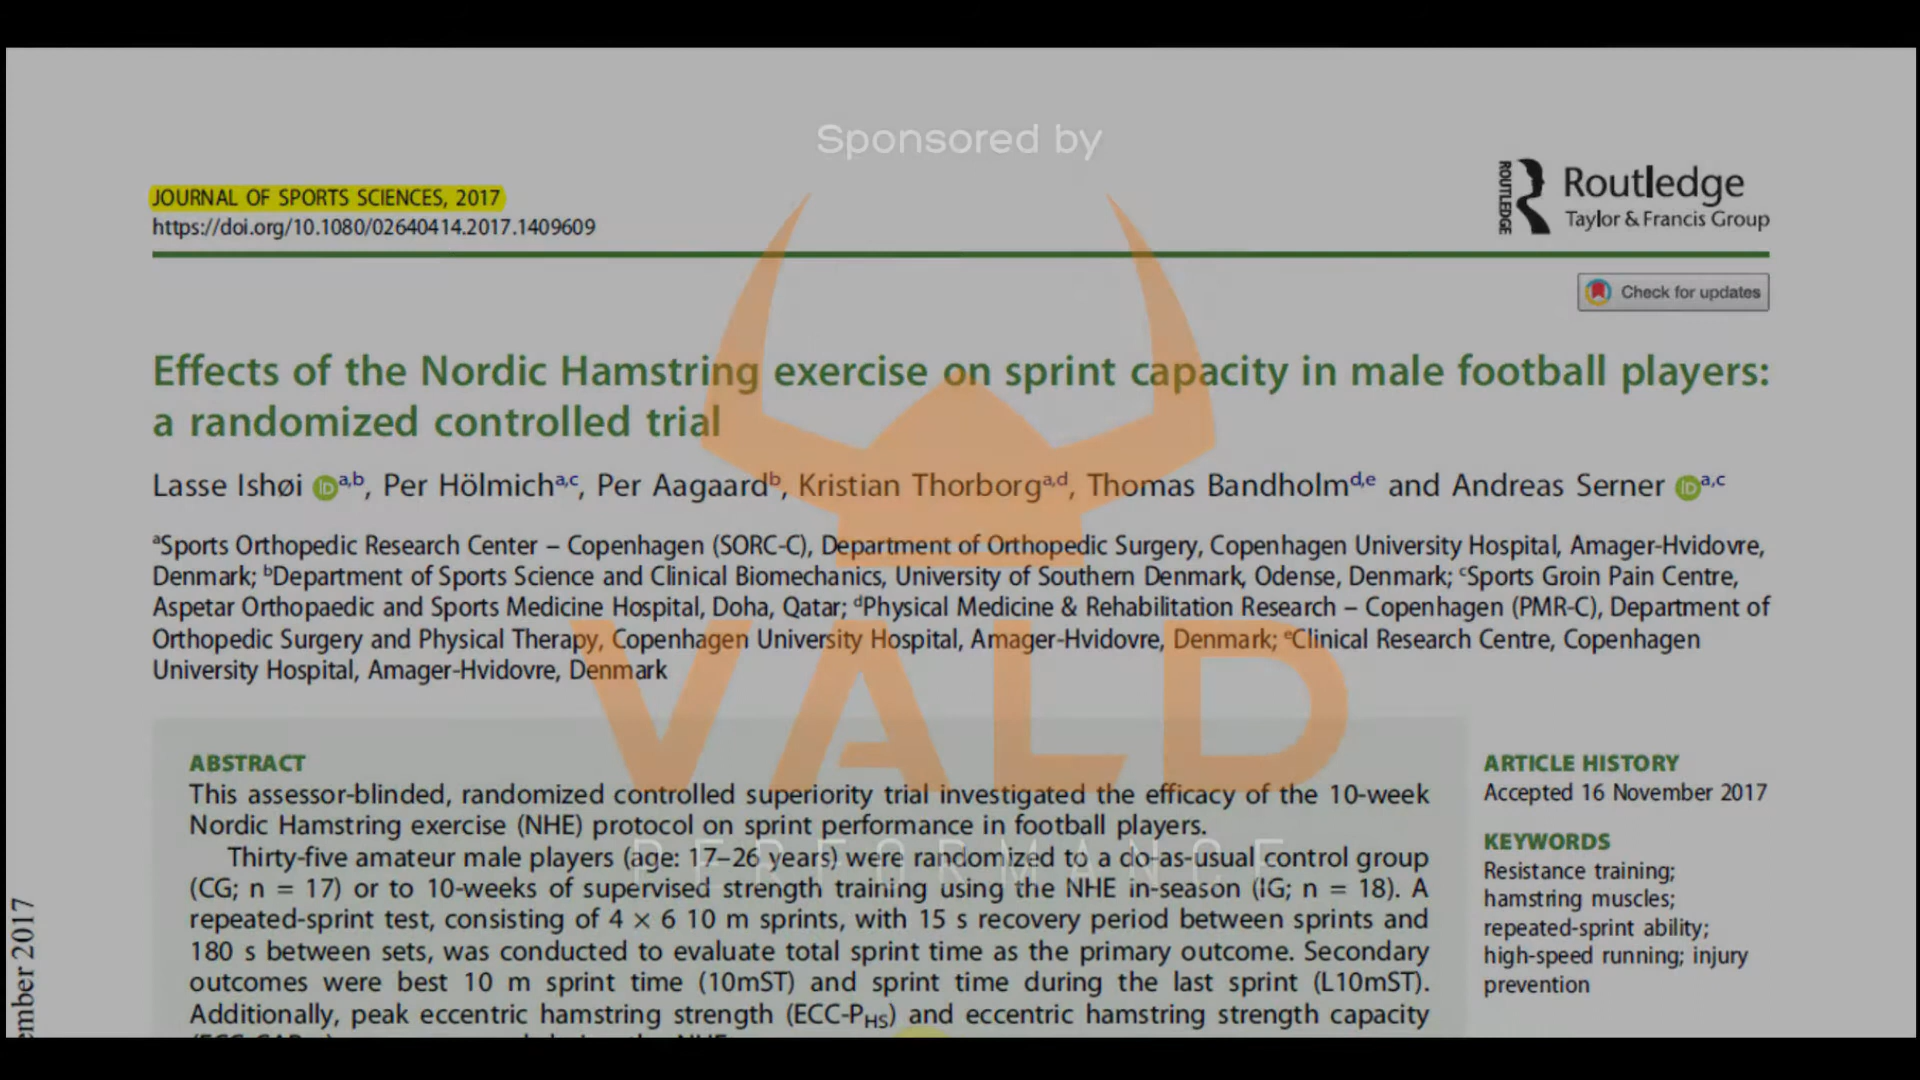 Sponsored by
JOURNAL OF SPORTS SCIENCES, 2017
https://doi.org/10.1080/02640414.2017.1409609
ROUTLEDGE
Routledge
Taylor & Francis Group
Check for updates
Effects of the Nordic Hamstring exercise on sprint capacity in male football players:
a randomized controlled trial
Lasse Ishøi iD a,b, Per Hölmich a,c, Per Aagaard b, Kristian Thorborg a,d, Thomas Bandholm d,e and Andreas Serner iD a,c
aSports Orthopedic Research Center – Copenhagen (SORC-C), Department of Orthopedic Surgery, Copenhagen University Hospital, Amager-Hvidovre,
Denmark; bDepartment of Sports Science and Clinical Biomechanics, University of Southern Denmark, Odense, Denmark; cSports Groin Pain Centre,
Aspetar Orthopaedic and Sports Medicine Hospital, Doha, Qatar; dPhysical Medicine & Rehabilitation Research – Copenhagen (PMR-C), Department of
Orthopedic Surgery and Physical Therapy, Copenhagen University Hospital, Amager-Hvidovre, Denmark; eClinical Research Centre, Copenhagen
University Hospital, Amager-Hvidovre, Denmark
VALD
PERFORMANCE
ABSTRACT
This assessor-blinded, randomized controlled superiority trial investigated the efficacy of the 10-week
Nordic Hamstring exercise (NHE) protocol on sprint performance in football players.
Thirty-five amateur male players (age: 17–26 years) were randomized to a do-as-usual control group
(CG; n = 17) or to 10-weeks of supervised strength training using the NHE in-season (IG; n = 18). A
repeated-sprint test, consisting of 4 × 6 10 m sprints, with 15 s recovery period between sprints and
180 s between sets, was conducted to evaluate total sprint time as the primary outcome. Secondary
outcomes were best 10 m sprint time (10mST) and sprint time during the last sprint (L10mST).
Additionally, peak eccentric hamstring strength (ECC-PHS) and eccentric hamstring strength capacity
ARTICLE HISTORY
Accepted 16 November 2017
KEYWORDS
Resistance training;
hamstring muscles;
repeated-sprint ability;
high-speed running; injury
prevention
2017